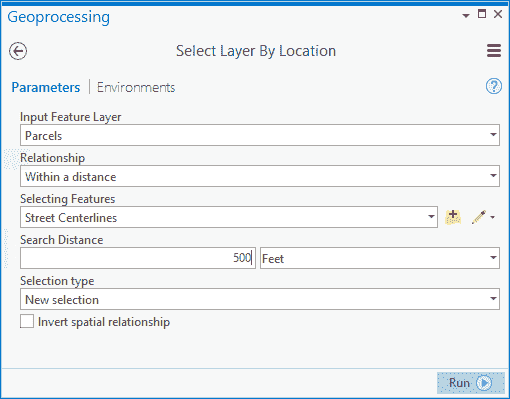 Geoprocessing
Select Layer By Location
Parameters | Environments
Input Feature Layer
Parcels
Relationship
Within a distance
Selecting Features
Street Centerlines
Search Distance
500 Feet
Selection type
New selection
Invert spatial relationship
Run